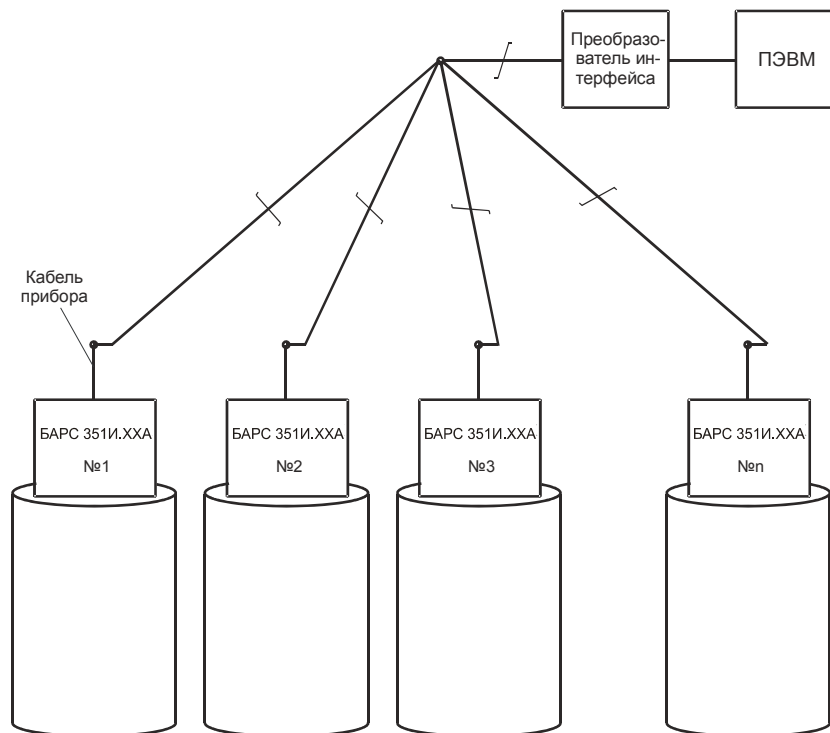 Преобразо-
ватель ин-
терфейса
ПЭВМ
Кабель
прибора
БАРС 351И.ХХА
№1
БАРС 351И.ХХА
№2
БАРС 351И.ХХА
№3
БАРС 351И.ХХА
№n